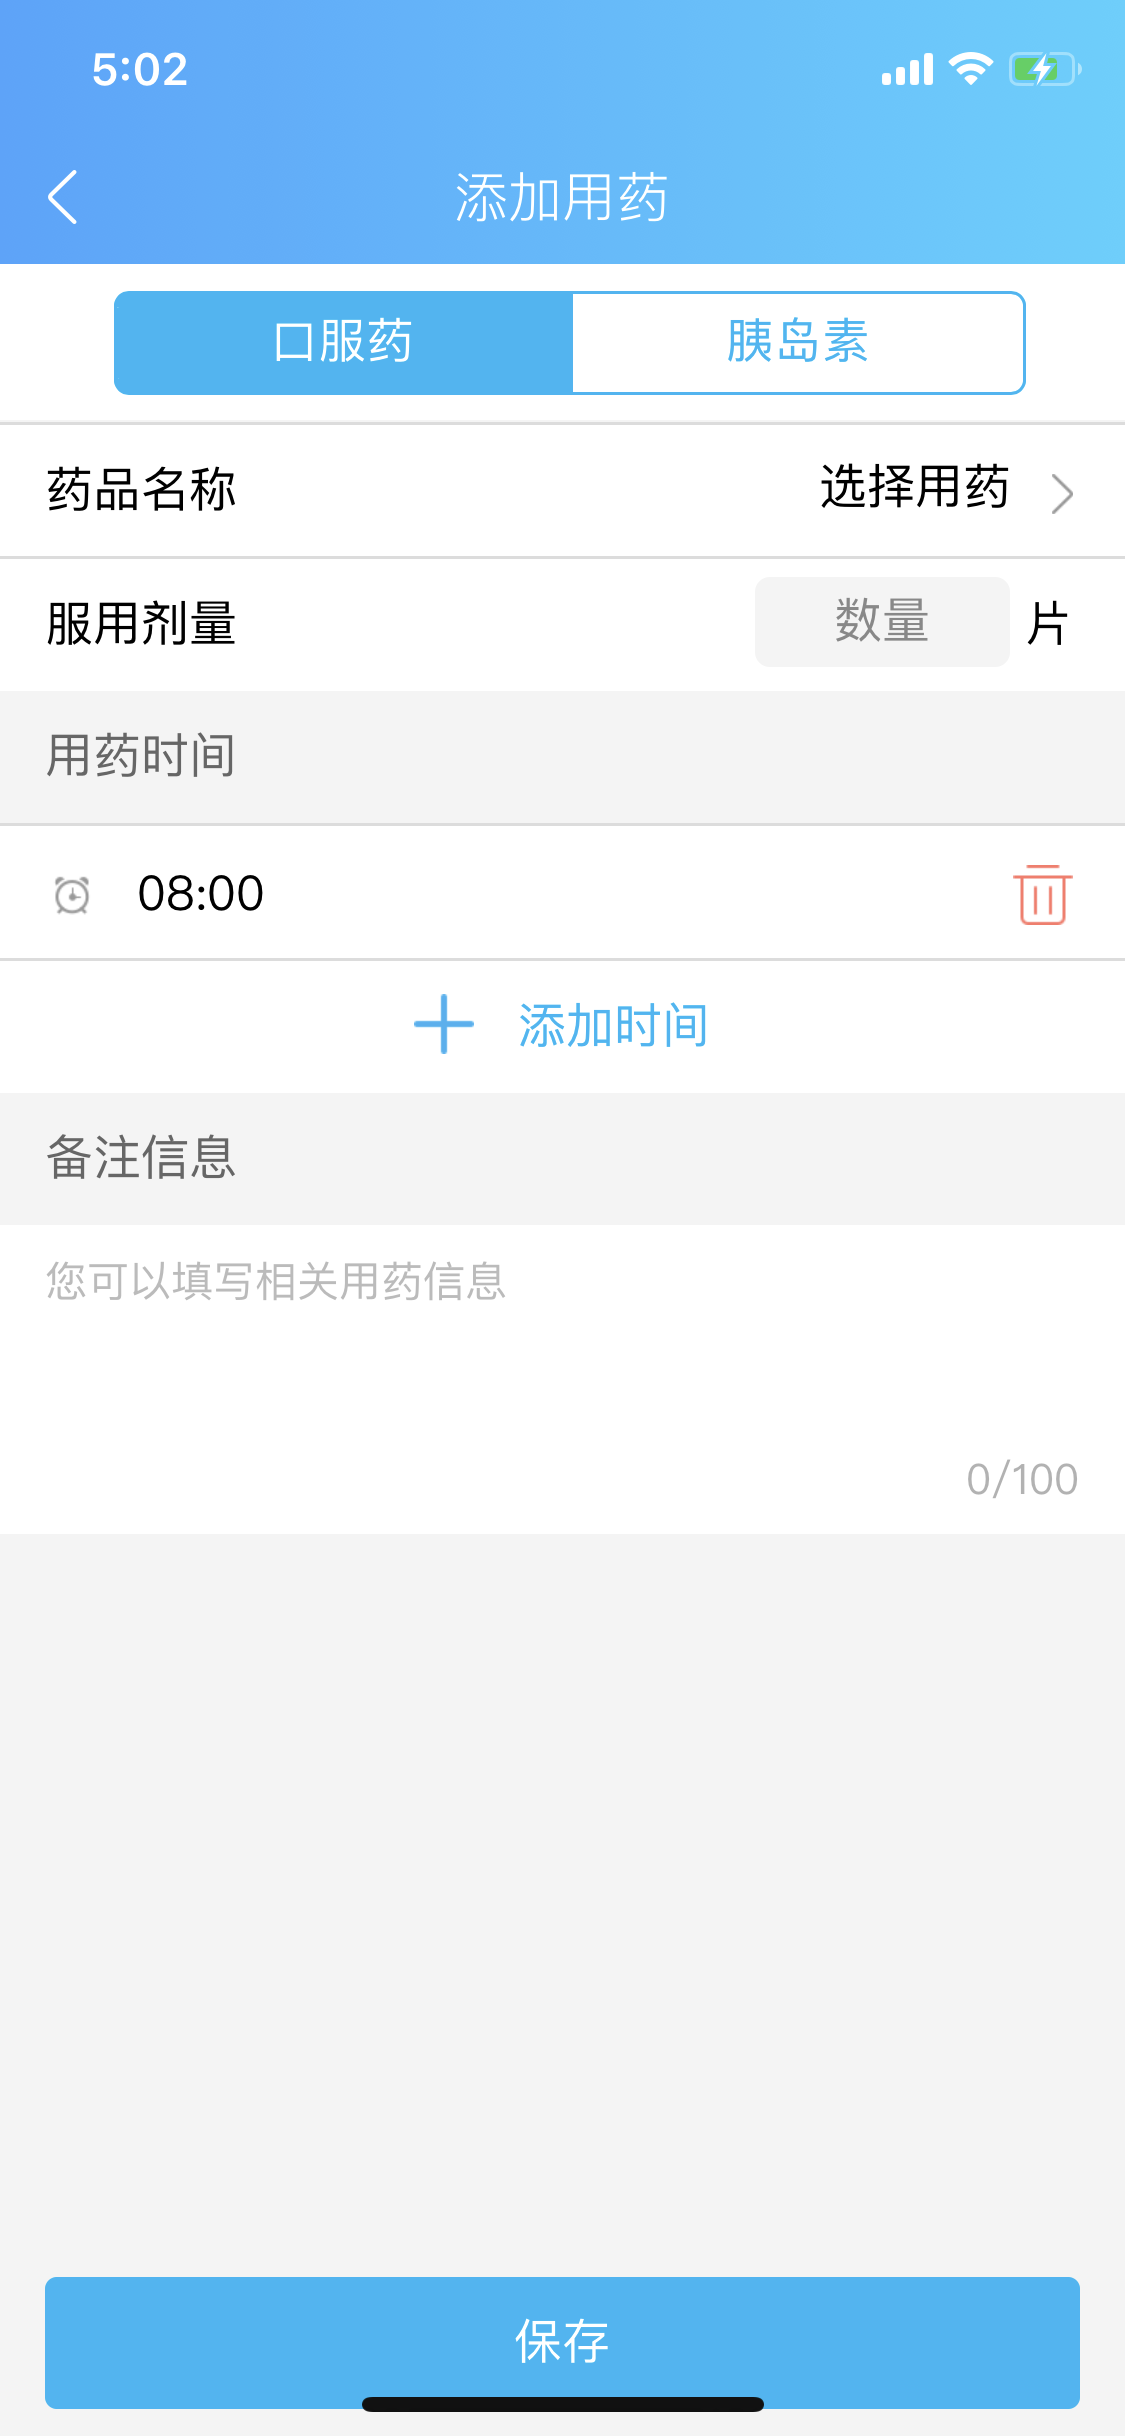 5:02
添加用药
口服药 胰岛素
药品名称 选择用药
服用剂量 数量 片
用药时间
08:00
添加时间
备注信息
您可以填写相关用药信息
0/100
保存